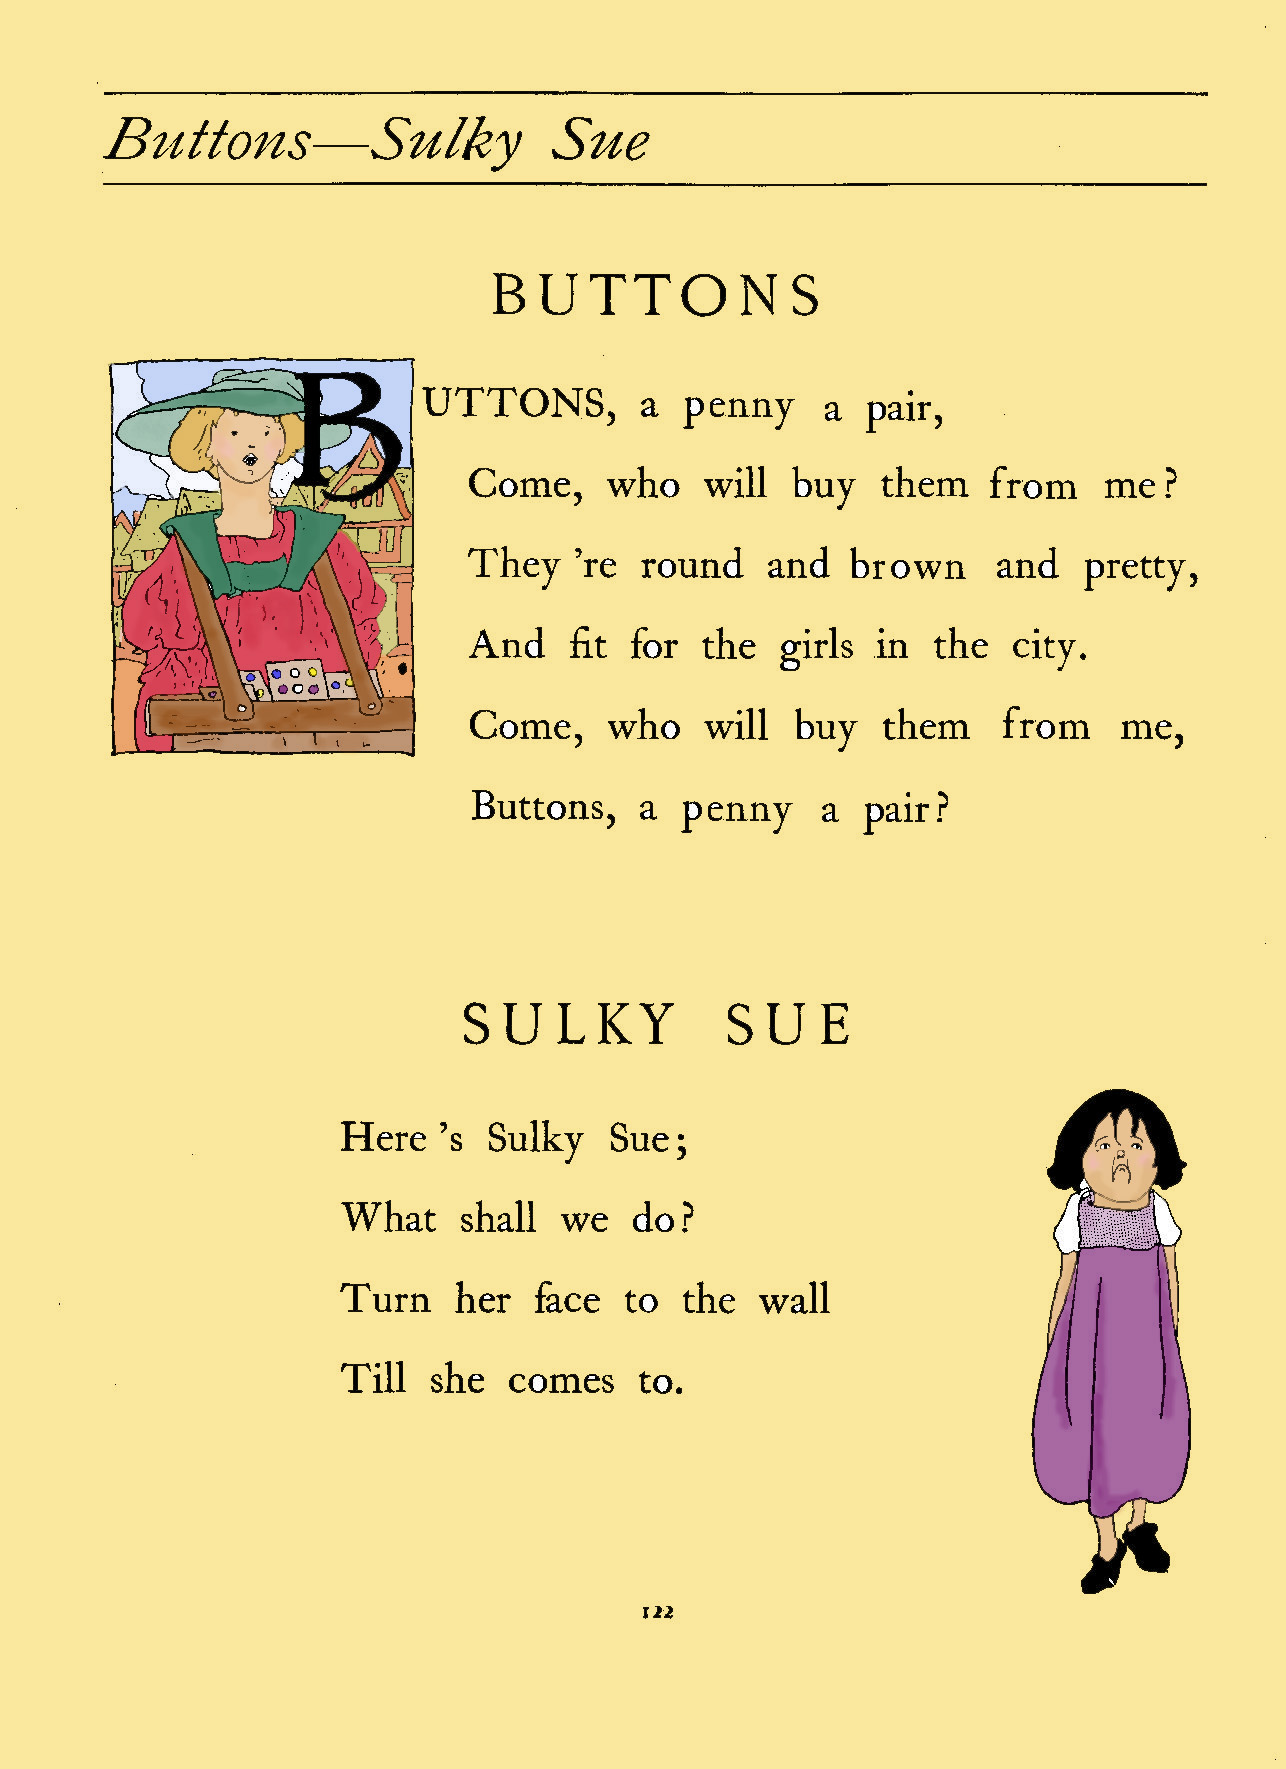 Buttons—Sulky Sue
BUTTONS
BUTTONS, a penny a pair,
Come, who will buy them from me?
They 're round and brown and pretty,
And fit for the girls in the city.
Come, who will buy them from me,
Buttons, a penny a pair?
SULKY SUE
Here 's Sulky Sue;
What shall we do?
Turn her face to the wall
Till she comes to.
122